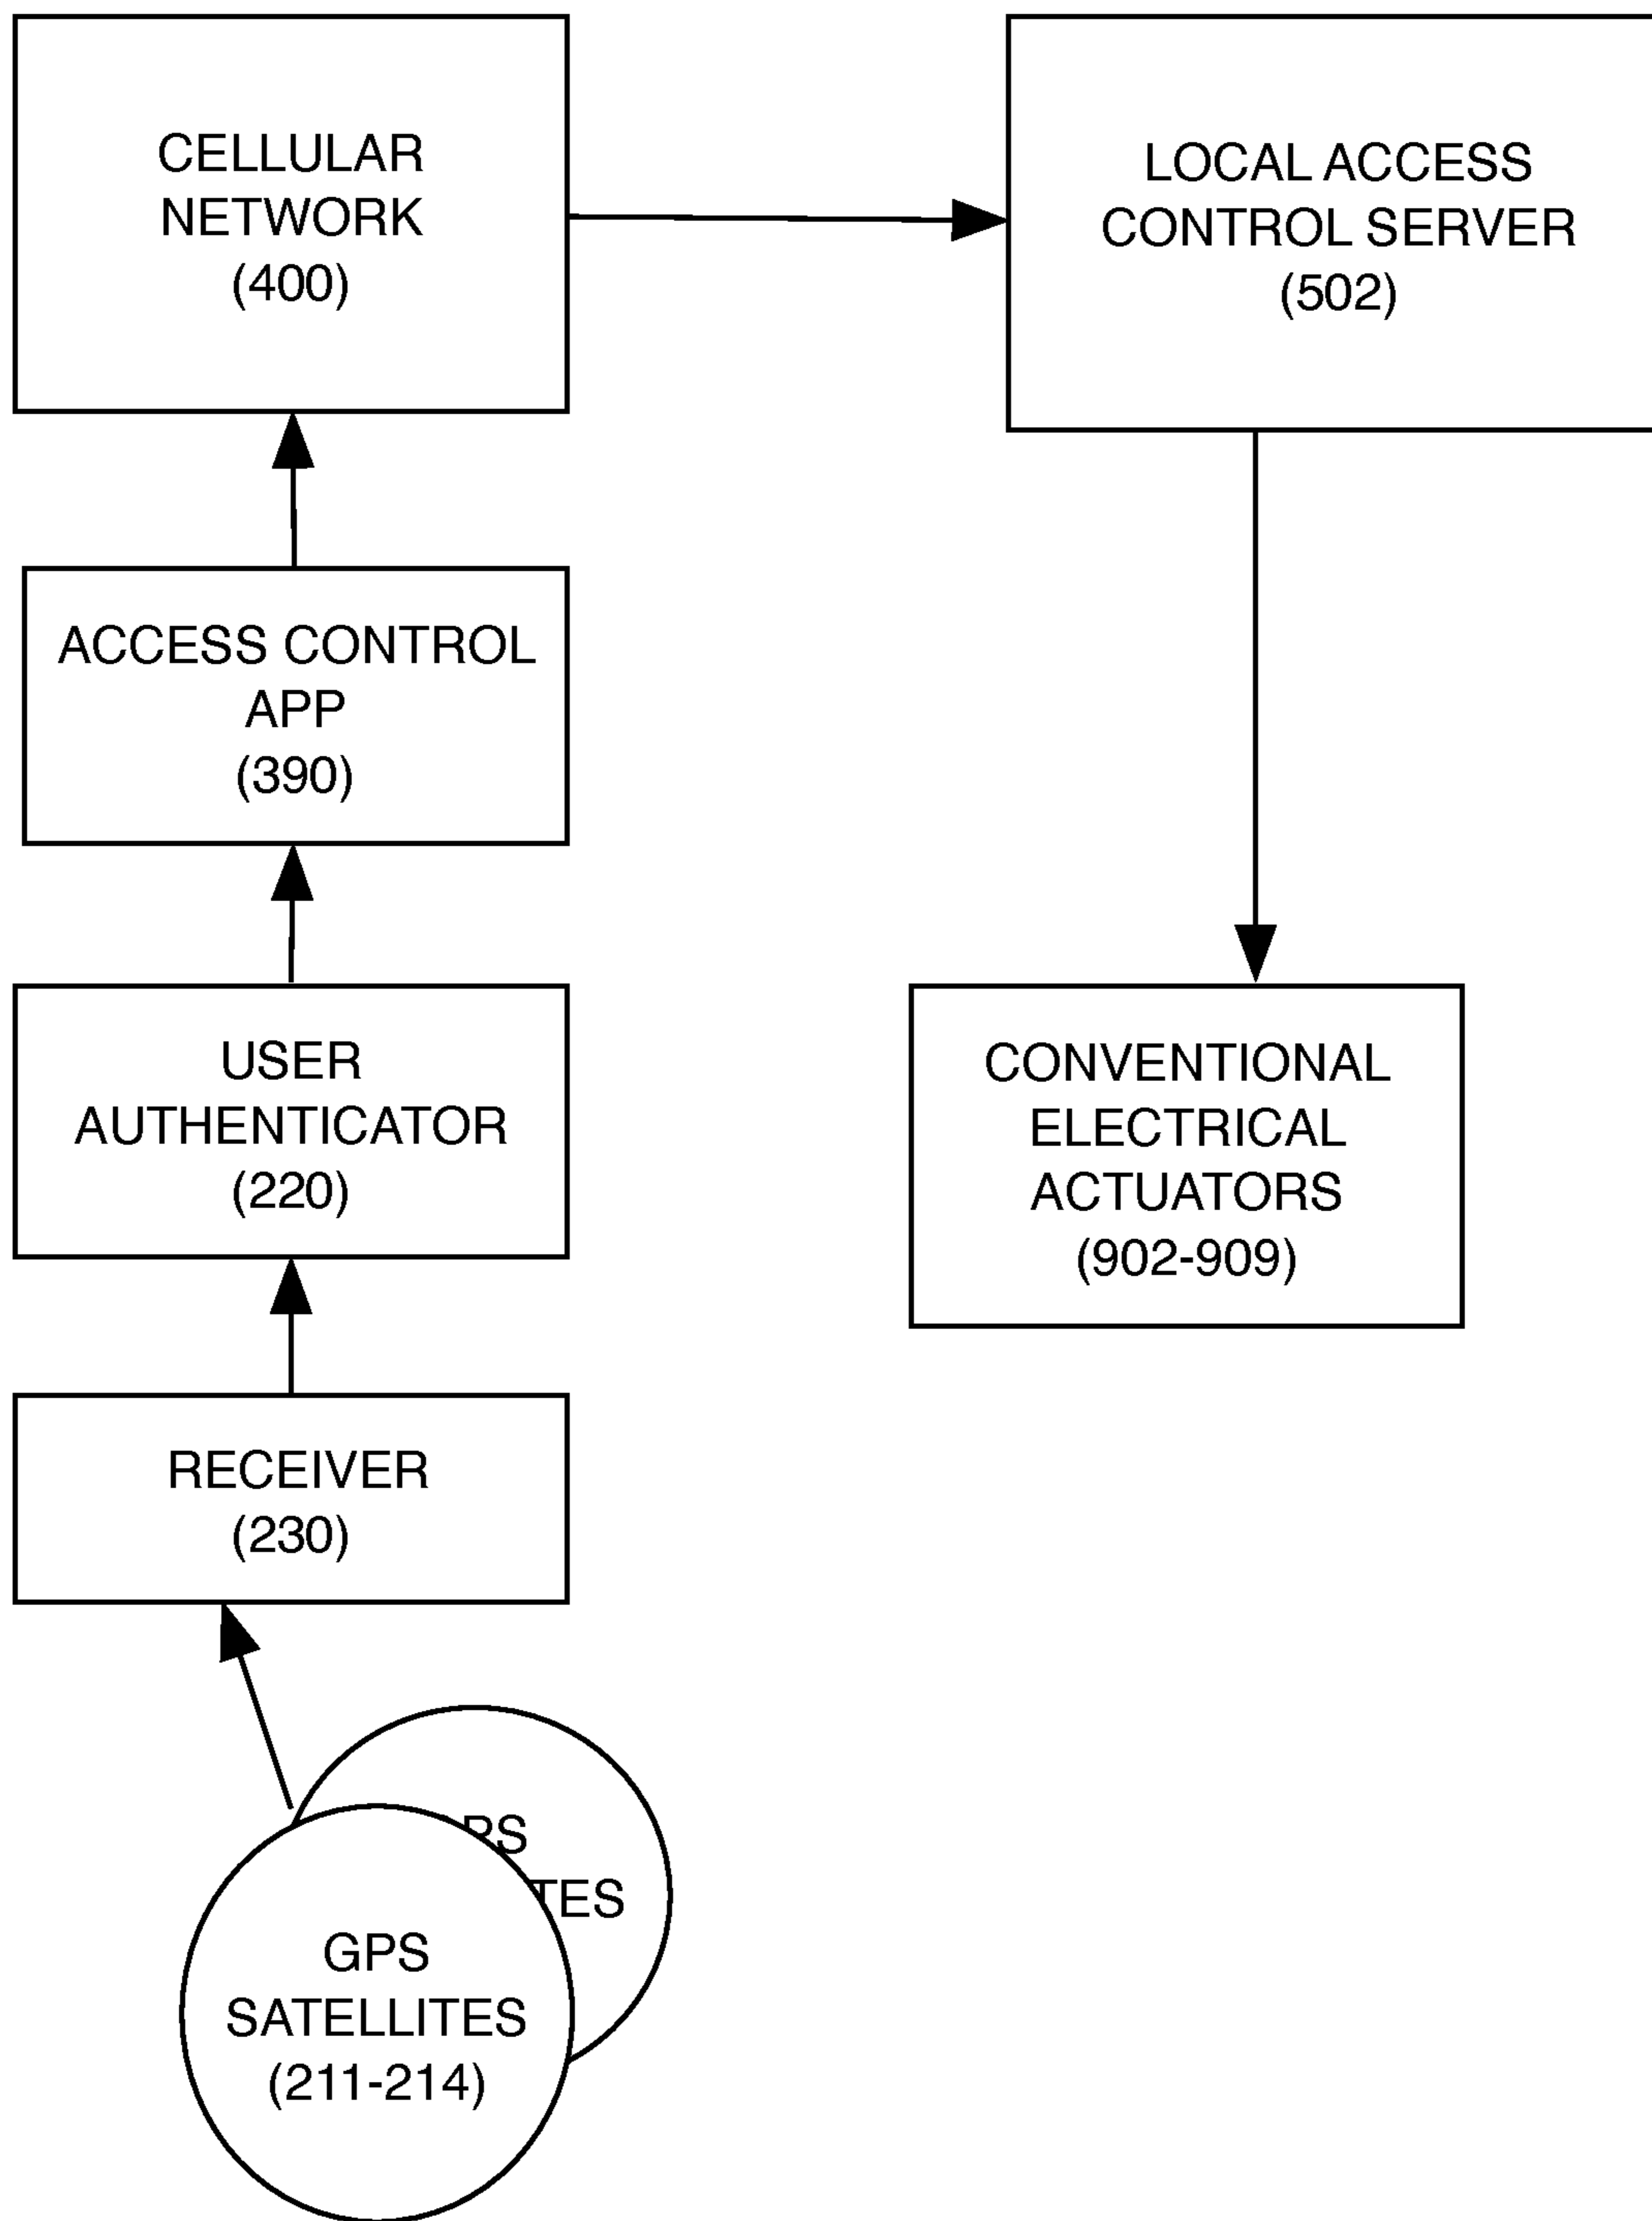 CELLULAR
NETWORK
(400)
LOCAL ACCESS
CONTROL SERVER
(502)
ACCESS CONTROL
APP
(390)
USER
AUTHENTICATOR
(220)
CONVENTIONAL
ELECTRICAL
ACTUATORS
(902-909)
RECEIVER
(230)
GPS
SATELLITES
(211-214)